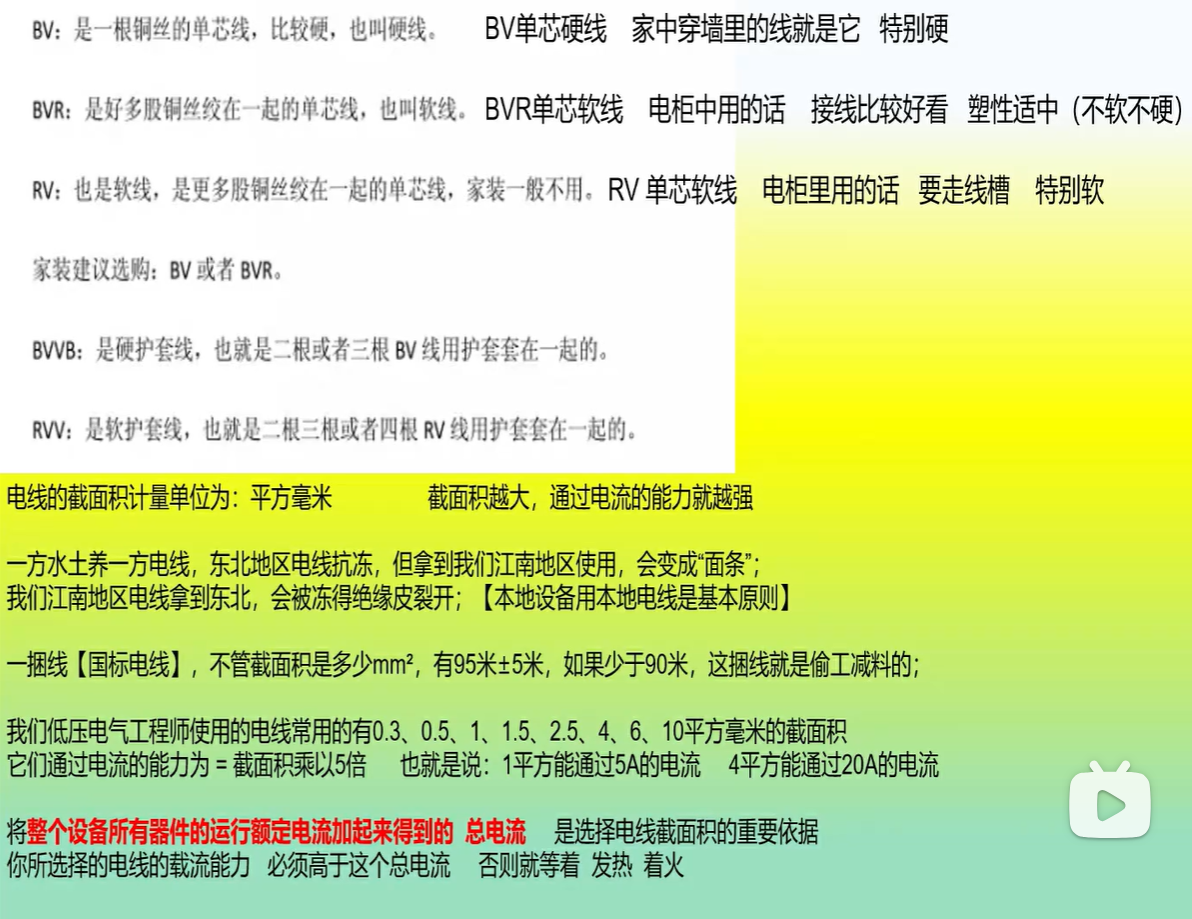 BV：是一根铜丝的单芯线，比较硬，也叫硬线。 BV单芯硬线 家中穿墙里的线就是它 特别硬
BVR：是好多股铜丝绞在一起的单芯线，也叫软线。 BVR单芯软线 电柜中用的话 接线比较好看 塑性适中（不软不硬）
RV：也是软线，是更多股铜丝绞在一起的单芯线，家装一般不用。 RV 单芯软线 电柜里用的话 要走线槽 特别软
家装建议选购：BV 或者 BVR。
BVVB：是硬护套线，也就是二根或者三根 BV 线用护套套在一起的。
RVV：是软护套线，也就是二根三根或者四根 RV 线用护套套在一起的。
电线的截面积计量单位为：平方毫米 截面积越大，通过电流的能力就越强
一方水土养一方电线，东北地区电线抗冻，但拿到我们江南地区使用，会变成“面条”；
我们江南地区电线拿到东北，会被冻得绝缘皮裂开；【本地设备用本地电线是基本原则】
一捆线【国标电线】，不管截面积是多少mm²，有95米±5米，如果少于90米，这捆线就是偷工减料的；
我们低压电气工程师使用的电线常用的有0.3、0.5、1、1.5、2.5、4、6、10平方毫米的截面积
它们通过电流的能力为 = 截面积乘以5倍 也就是说：1平方能通过5A的电流 4平方能通过20A的电流
将整个设备所有器件的运行额定电流加起来得到的 总电流 是选择电线截面积的重要依据
你所选择的电线的载流能力 必须高于这个总电流 否则就等着 发热 着火